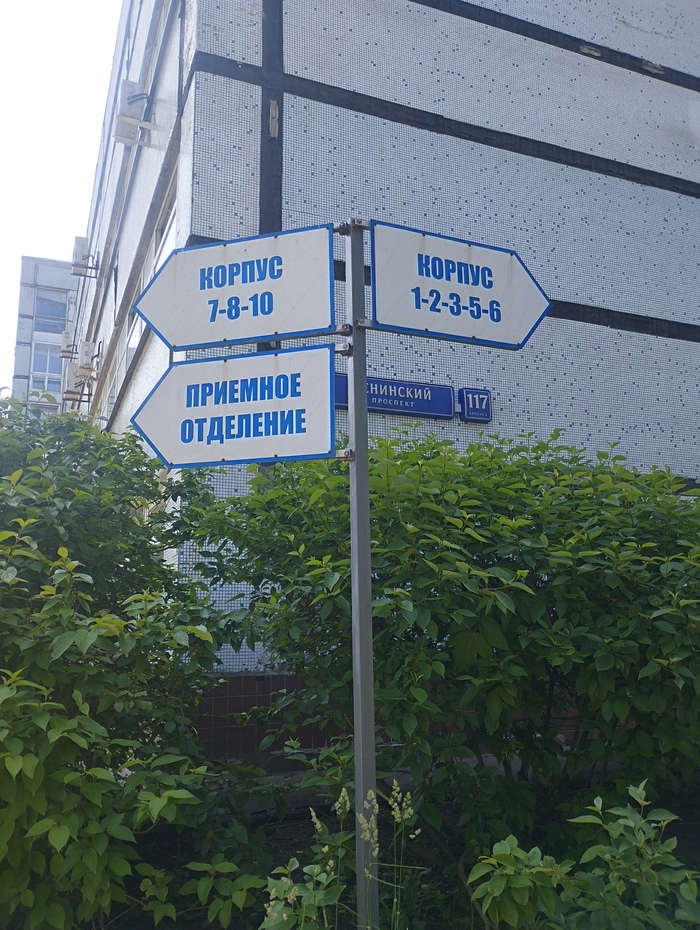 КОРПУС
7-8-10
КОРПУС
1-2-3-5-6
ПРИЕМНОЕ
ОТДЕЛЕНИЕ
ЕНИНСКИЙ
ПРОСПЕКТ
117